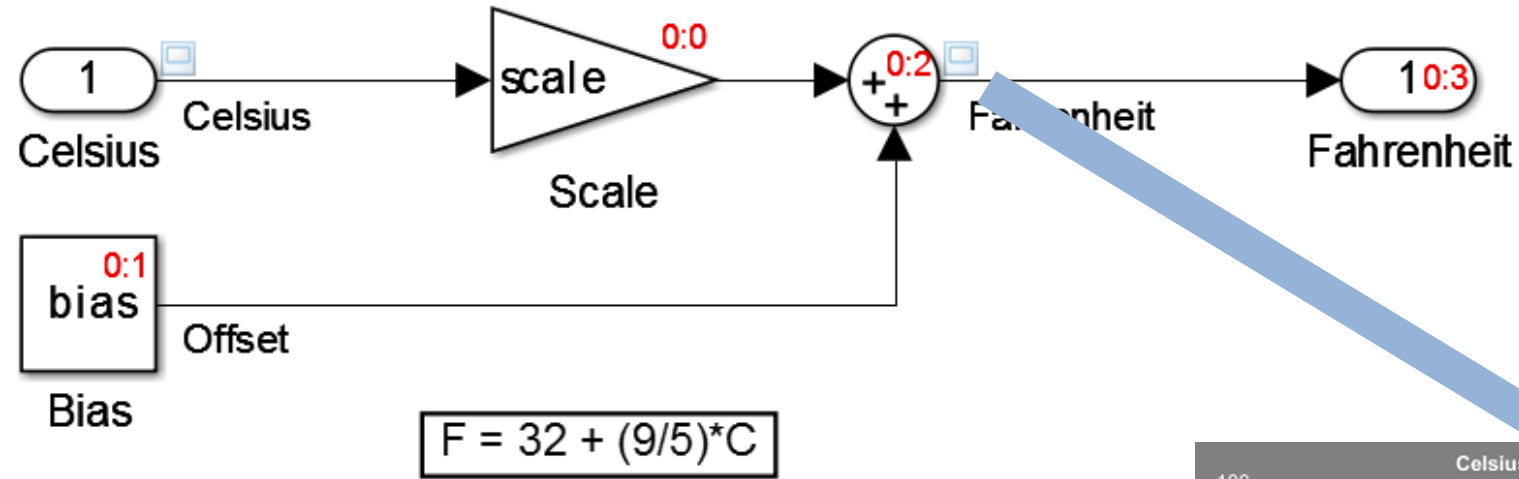 0:0
1
scale
0:2
+
+
1 0:3
Celsius
Fahrenheit
Celsius
Fahrenheit
Scale
0:1
bias
Offset
Bias
F = 32 + (9/5)*C